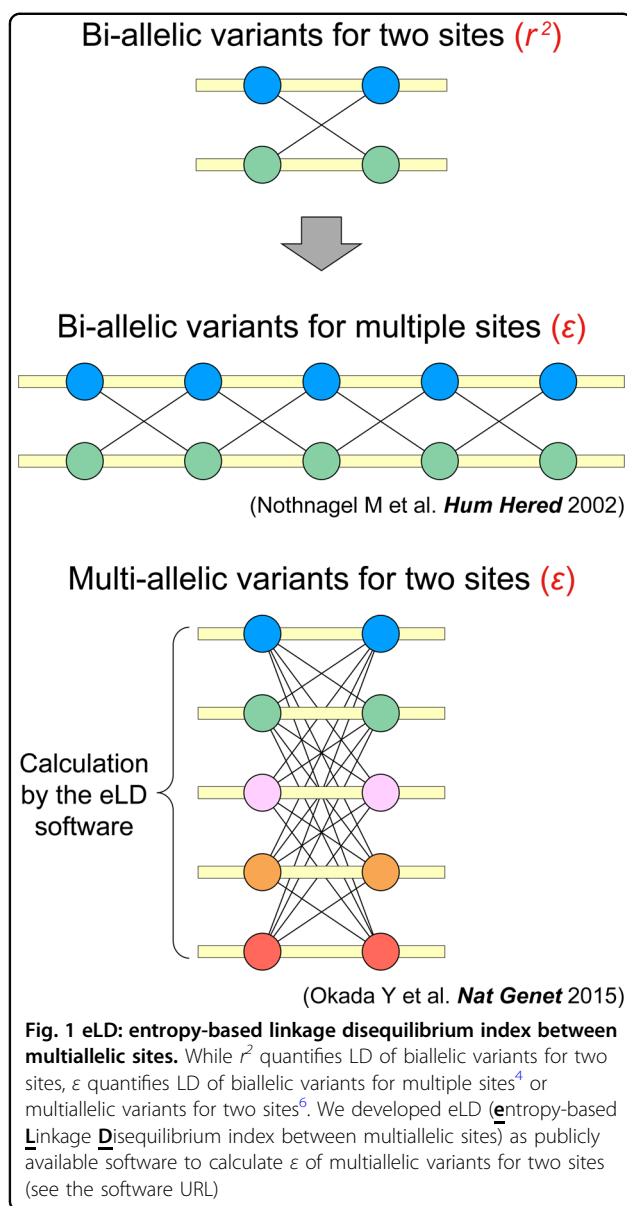 Bi-allelic variants for two sites (r²)
Bi-allelic variants for multiple sites (ε)
(Nothnagel M et al. Hum Hered 2002)
Multi-allelic variants for two sites (ε)
Calculation
by the eLD
software
(Okada Y et al. Nat Genet 2015)
Fig. 1 eLD: entropy-based linkage disequilibrium index between
multiallelic sites. While r² quantifies LD of biallelic variants for two
sites, ε quantifies LD of biallelic variants for multiple sites⁴ or
multiallelic variants for two sites⁶. We developed eLD (entropy-based
Linkage Disequilibrium index between multiallelic sites) as publicly
available software to calculate ε of multiallelic variants for two sites
(see the software URL)